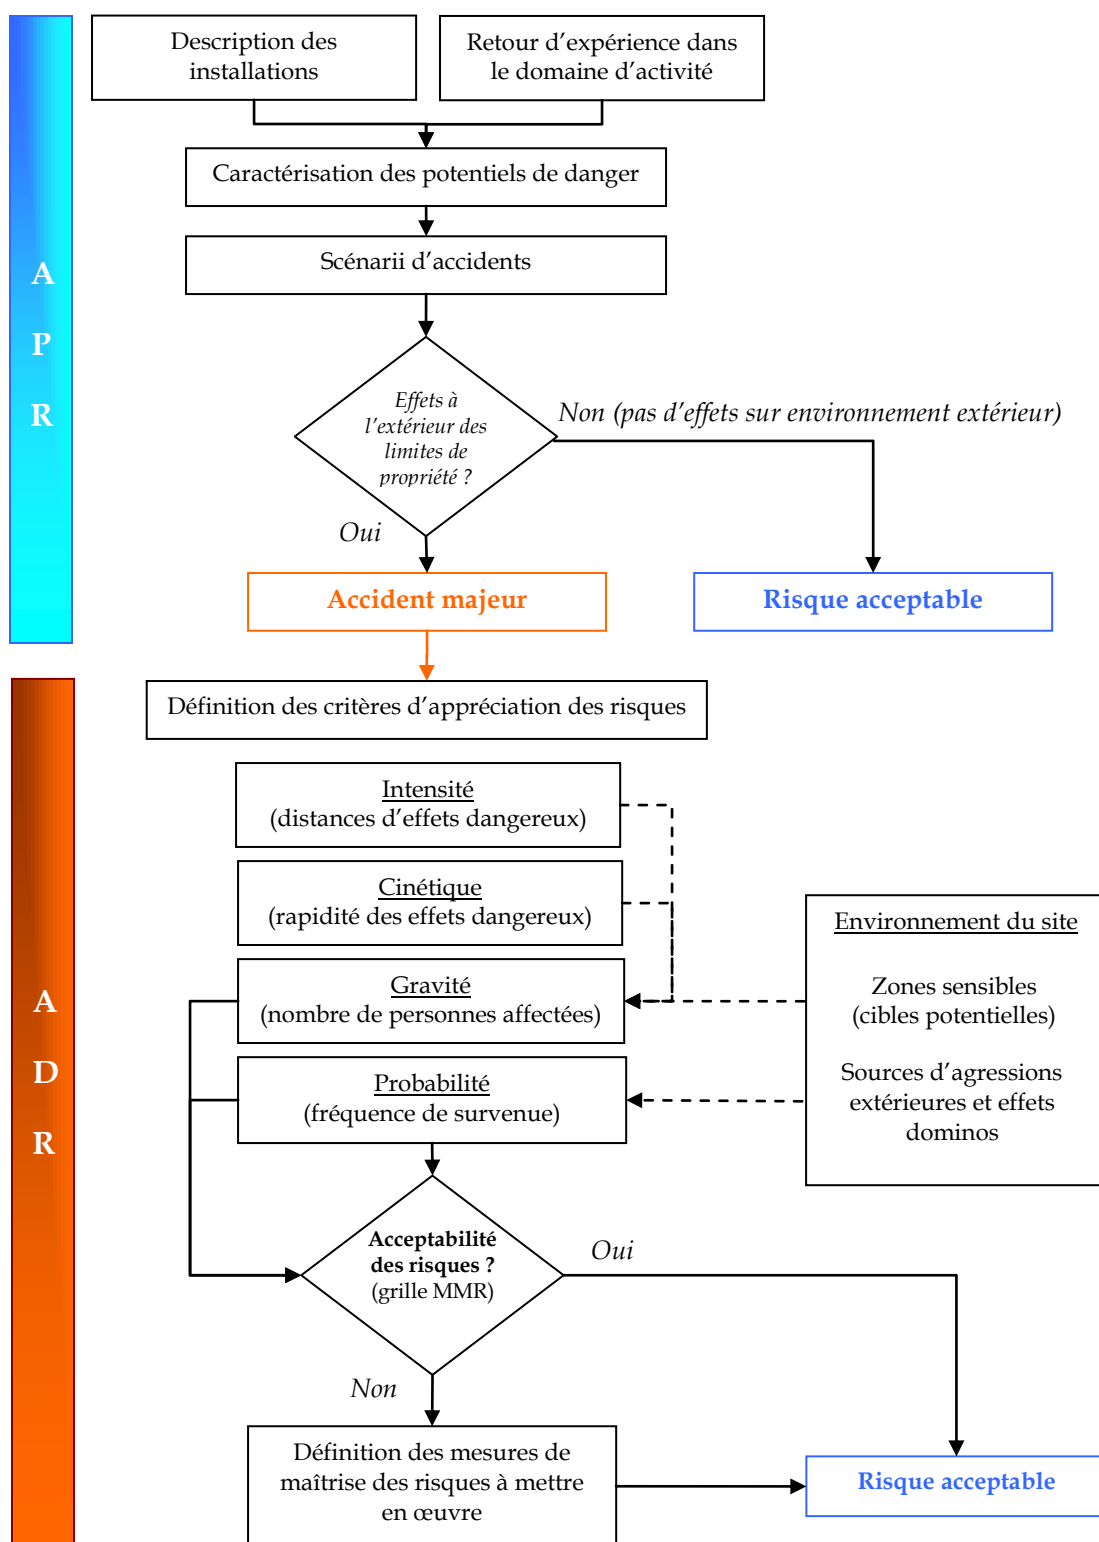 Description des
installations
Retour d’expérience dans
le domaine d’activité
Caractérisation des potentiels de danger
Scénarii d’accidents
A
P
R
Effets à
l’extérieur des
limites de
propriété ?
Non (pas d’effets sur environnement extérieur)
Oui
Accident majeur
Risque acceptable
Définition des critères d’appréciation des risques
Intensité
(distances d’effets dangereux)
Cinétique
(rapidité des effets dangereux)
Gravité
(nombre de personnes affectées)
Probabilité
(fréquence de survenue)
Environnement du site
Zones sensibles
(cibles potentielles)
Sources d’agressions
extérieures et effets
dominos
A
D
R
Acceptabilité
des risques ?
(grille MMR)
Oui
Non
Définition des mesures de
maîtrise des risques à mettre
en œuvre
Risque acceptable